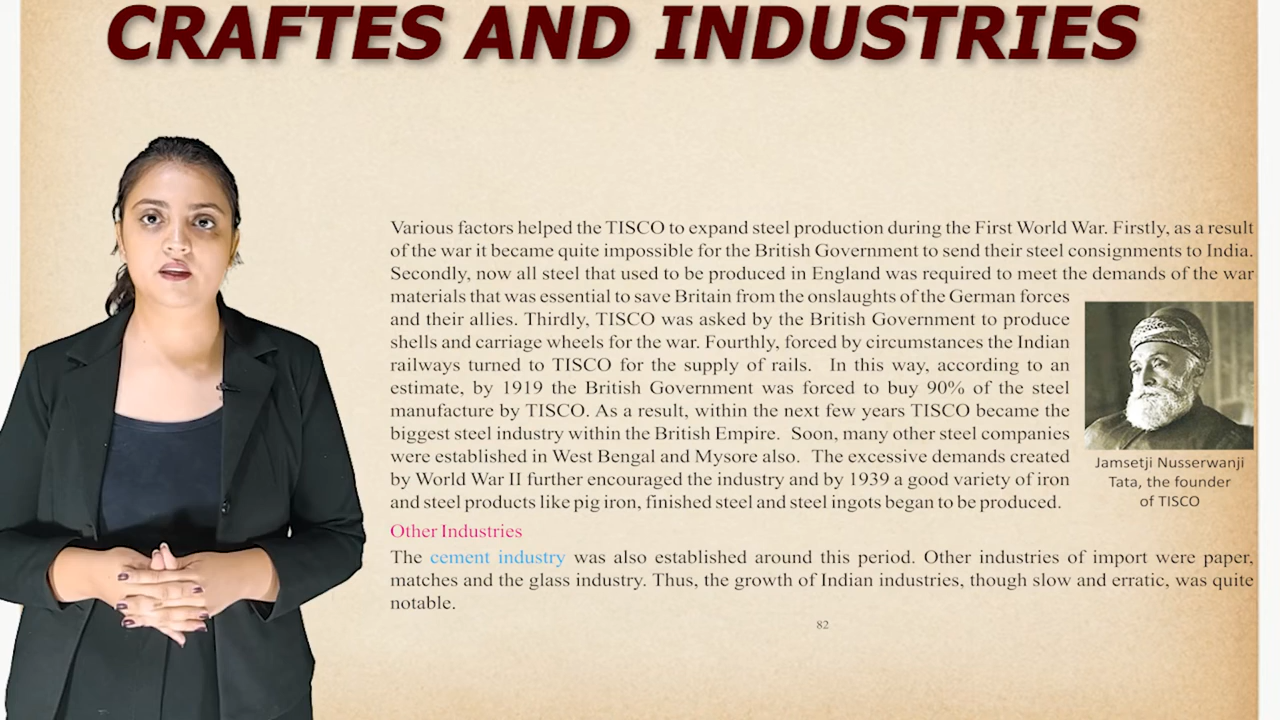 CRAFTES AND INDUSTRIES
Various factors helped the TISCO to expand steel production during the First World War. Firstly, as a result
of the war it became quite impossible for the British Government to send their steel consignments to India.
Secondly, now all steel that used to be produced in England was required to meet the demands of the war
materials that was essential to save Britain from the onslaughts of the German forces
and their allies. Thirdly, TISCO was asked by the British Government to produce
shells and carriage wheels for the war. Fourthly, forced by circumstances the Indian
railways turned to TISCO for the supply of rails. In this way, according to an
estimate, by 1919 the British Government was forced to buy 90% of the steel
manufacture by TISCO. As a result, within the next few years TISCO became the
biggest steel industry within the British Empire. Soon, many other steel companies
were established in West Bengal and Mysore also. The excessive demands created
by World War II further encouraged the industry and by 1939 a good variety of iron
and steel products like pig iron, finished steel and steel ingots began to be produced.
Jamsetji Nusserwanji
Tata, the founder
of TISCO
Other Industries
The cement industry was also established around this period. Other industries of import were paper,
matches and the glass industry. Thus, the growth of Indian industries, though slow and erratic, was quite
notable.
82